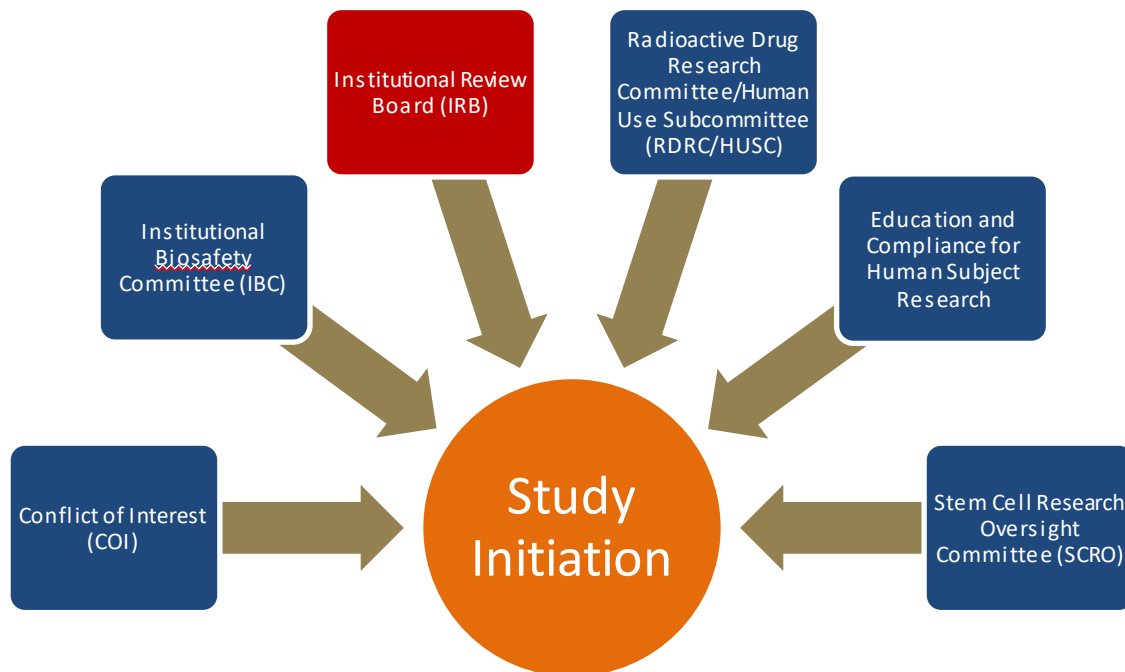 Institutional Review
Board (IRB)
Radioactive Drug
Research
Committee/Human
Use Subcommittee
(RDRC/HUSC)
Institutional
Biosafety
Committee (IBC)
Education and
Compliance for
Human Subject
Research
Conflict of Interest
(COI)
Study
Initiation
Stem Cell Research
Oversight
Committee (SCRO)